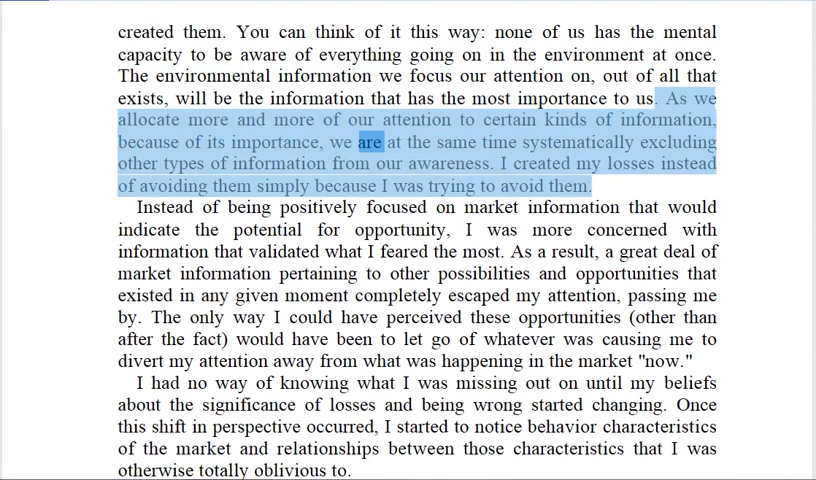 created them. You can think of it this way: none of us has the mental
capacity to be aware of everything going on in the environment at once.
The environmental information we focus our attention on, out of all that
exists, will be the information that has the most importance to us. As we
allocate more and more of our attention to certain kinds of information,
because of its importance, we are at the same time systematically excluding
other types of information from our awareness. I created my losses instead
of avoiding them simply because I was trying to avoid them.
Instead of being positively focused on market information that would
indicate the potential for opportunity, I was more concerned with
information that validated what I feared the most. As a result, a great deal of
market information pertaining to other possibilities and opportunities that
existed in any given moment completely escaped my attention, passing me
by. The only way I could have perceived these opportunities (other than
after the fact) would have been to let go of whatever was causing me to
divert my attention away from what was happening in the market "now."
I had no way of knowing what I was missing out on until my beliefs
about the significance of losses and being wrong started changing. Once
this shift in perspective occurred, I started to notice behavior characteristics
of the market and relationships between those characteristics that I was
otherwise totally oblivious to.